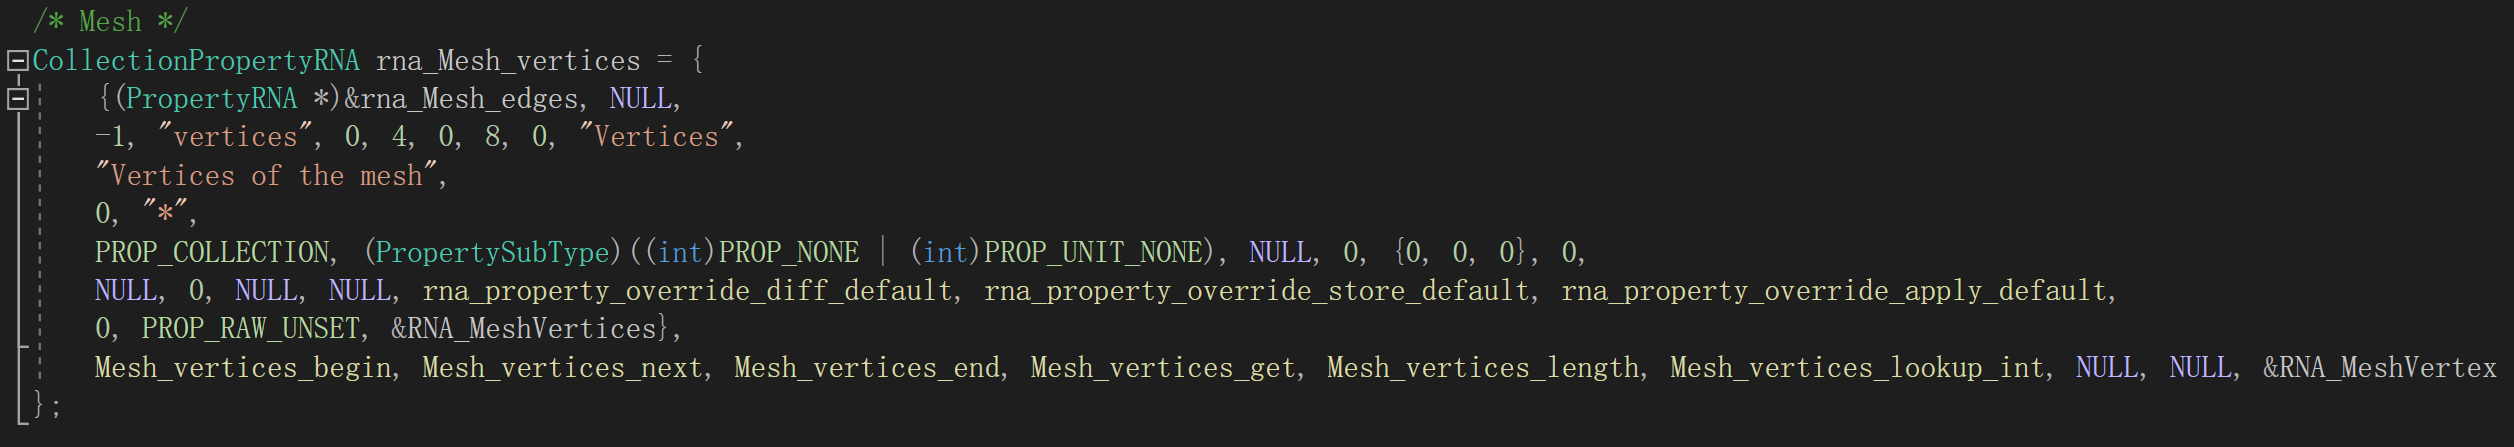 /* Mesh */
CollectionPropertyRNA rna_Mesh_vertices = {
{(PropertyRNA *)&rna_Mesh_edges, NULL,
-1, "vertices", 0, 4, 0, 8, 0, "Vertices",
"Vertices of the mesh",
0, "*",
PROP_COLLECTION, (PropertySubType)((int)PROP_NONE | (int)PROP_UNIT_NONE), NULL, 0, {0, 0, 0}, 0,
NULL, 0, NULL, NULL, rna_property_override_diff_default, rna_property_override_store_default, rna_property_override_apply_default,
0, PROP_RAW_UNSET, &RNA_MeshVertices},
Mesh_vertices_begin, Mesh_vertices_next, Mesh_vertices_end, Mesh_vertices_get, Mesh_vertices_length, Mesh_vertices_lookup_int, NULL, NULL, &RNA_MeshVertex
};